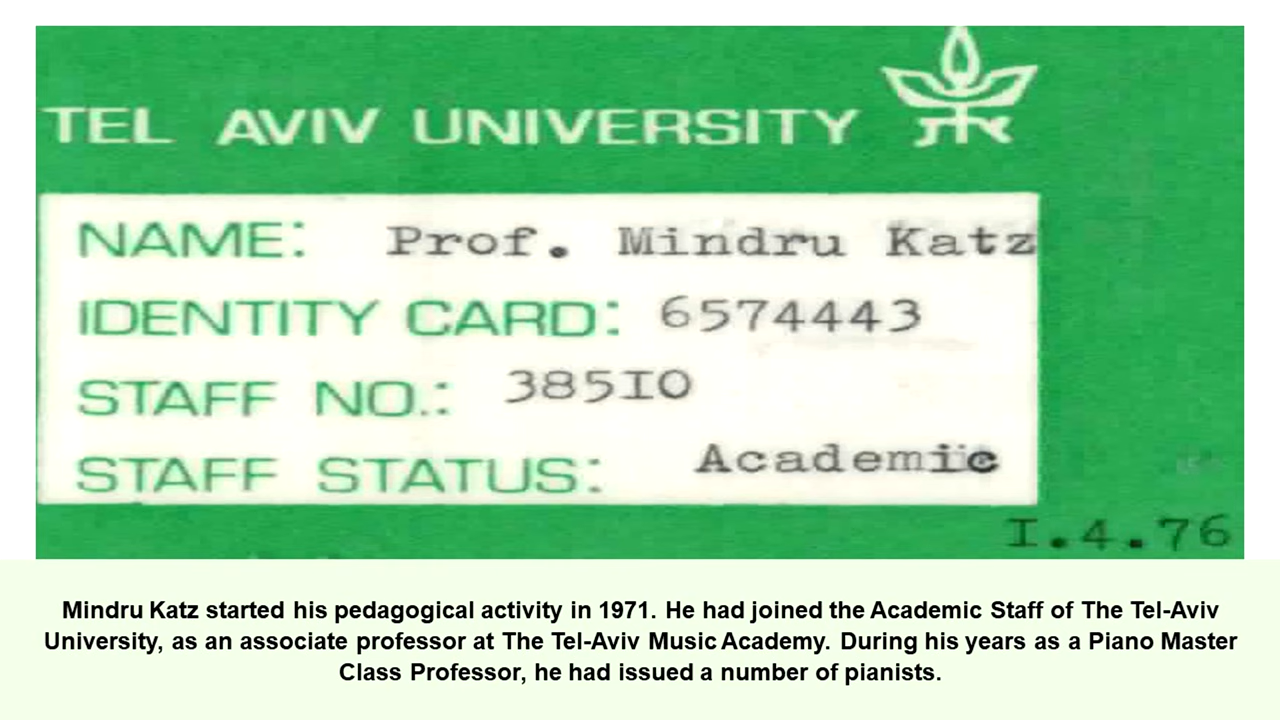 TEL AVIV UNIVERSITY
NAME: Prof. Mindru Katz
IDENTITY CARD: 6574443
STAFF NO.: 385IO
STAFF STATUS: Academic
I.4.76
Mindru Katz started his pedagogical activity in 1971. He had joined the Academic Staff of The Tel-Aviv
University, as an associate professor at The Tel-Aviv Music Academy. During his years as a Piano Master
Class Professor, he had issued a number of pianists.